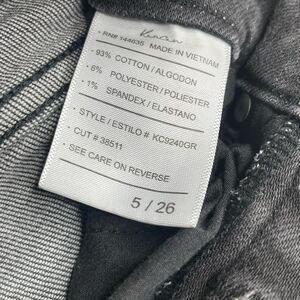 KanCan
- RN# 144635 MADE IN VIETNAM
- 93% COTTON / ALGODON
- 6% POLYESTER / POLIESTER
- 1% SPANDEX / ELASTANO
- STYLE / ESTILO # KC9240GR
- CUT # 38511
- SEE CARE ON REVERSE
5 / 26